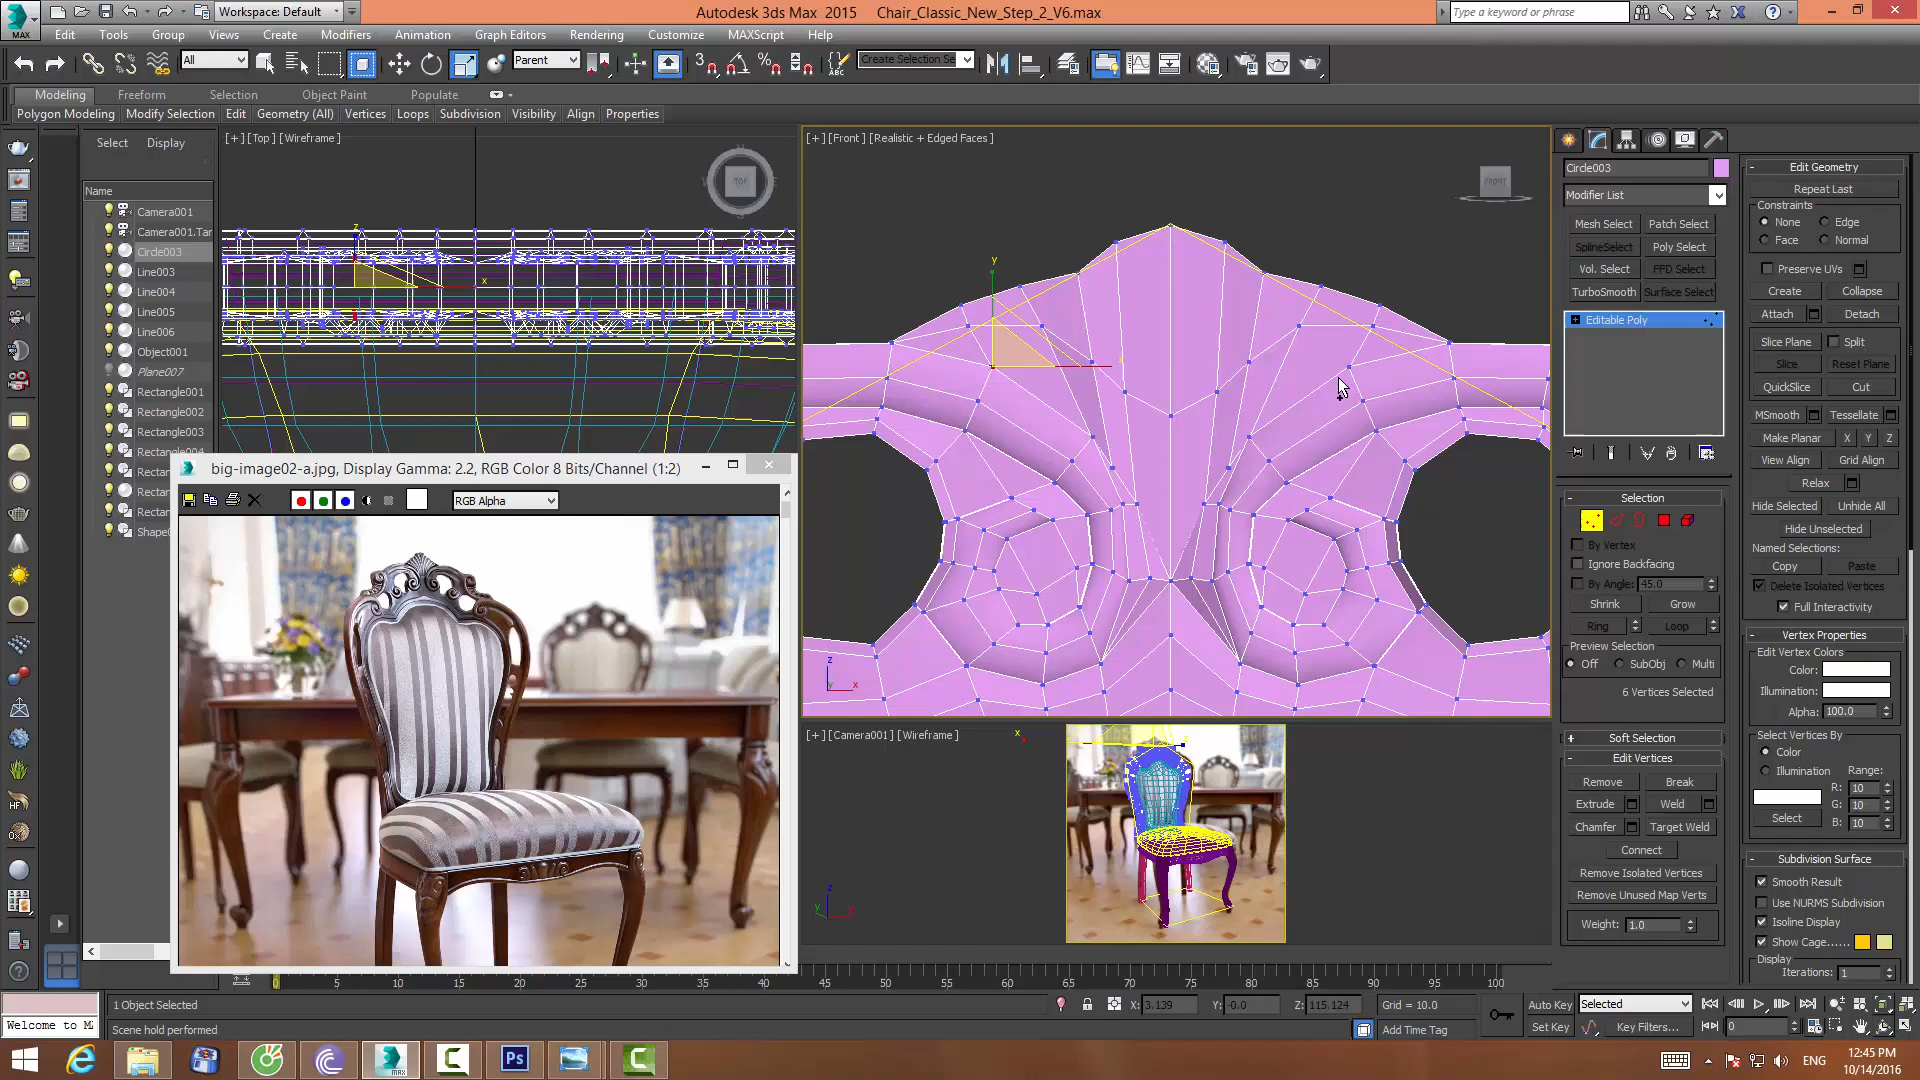 MAX
Workspace: Default
Autodesk 3ds Max 2015 Chair_Classic_New_Step_2_V6.max
Type a keyword or phrase
Edit Tools Group Views Create Modifiers Animation Graph Editors Rendering Customize MAXScript Help
All
Parent
Create Selection Se
Modeling Freeform Selection Object Paint Populate
Polygon Modeling Modify Selection Edit Geometry (All) Vertices Loops Subdivision Visibility Align Properties
Select Display
Name
Camera001
Camera001.Tar
Circle003
Line003
Line004
Line005
Line006
Object001
Plane007
Rectangle001
Rectangle002
Rectangle003
Rectangle004
Rectan
Rectan
Rectan
Shape0
[+] [Top] [Wireframe]
TOP
z
x
[+] [Front] [Realistic + Edged Faces]
FRONT
y
z
x
big-image02-a.jpg, Display Gamma: 2.2, RGB Color 8 Bits/Channel (1:2)
RGB Alpha
[+] [Camera001] [Wireframe]
Circle003
Modifier List
Mesh Select Patch Select
SplineSelect Poly Select
Vol. Select FFD Select
TurboSmooth Surface Select
Editable Poly
Selection
By Vertex
Ignore Backfacing
By Angle: 45.0
Shrink Grow
Ring Loop
Preview Selection
Off SubObj Multi
6 Vertices Selected
Soft Selection
Edit Vertices
Remove Break
Extrude Weld
Chamfer Target Weld
Connect
Remove Isolated Vertices
Remove Unused Map Verts
Weight: 1.0
Edit Geometry
Repeat Last
Constraints
None Edge
Face Normal
Preserve UVs
Create Collapse
Attach Detach
Slice Plane Split
Slice Reset Plane
QuickSlice Cut
MSmooth Tessellate
Make Planar X Y Z
View Align Grid Align
Relax
Hide Selected Unhide All
Hide Unselected
Named Selections:
Copy Paste
Delete Isolated Vertices
Full Interactivity
Vertex Properties
Edit Vertex Colors
Color:
Illumination:
Alpha: 100.0
Select Vertices By
Color
Illumination Range:
R: 10
G: 10
Select B: 10
Subdivision Surface
Smooth Result
Use NURMS Subdivision
Isoline Display
Show Cage......
Display
Iterations: 1
0 5 10 15 20 25 30 35 40 45 50 55 60 65 70 75 80 85 90 95 100
1 Object Selected
X: 3.139 Y: -0.0 Z: 115.124 Grid = 10.0
Auto Key Selected
Welcome to M
Scene hold performed
Add Time Tag
Set Key Key Filters... 0
MAX
Ps
ENG
12:45 PM
10/14/2016